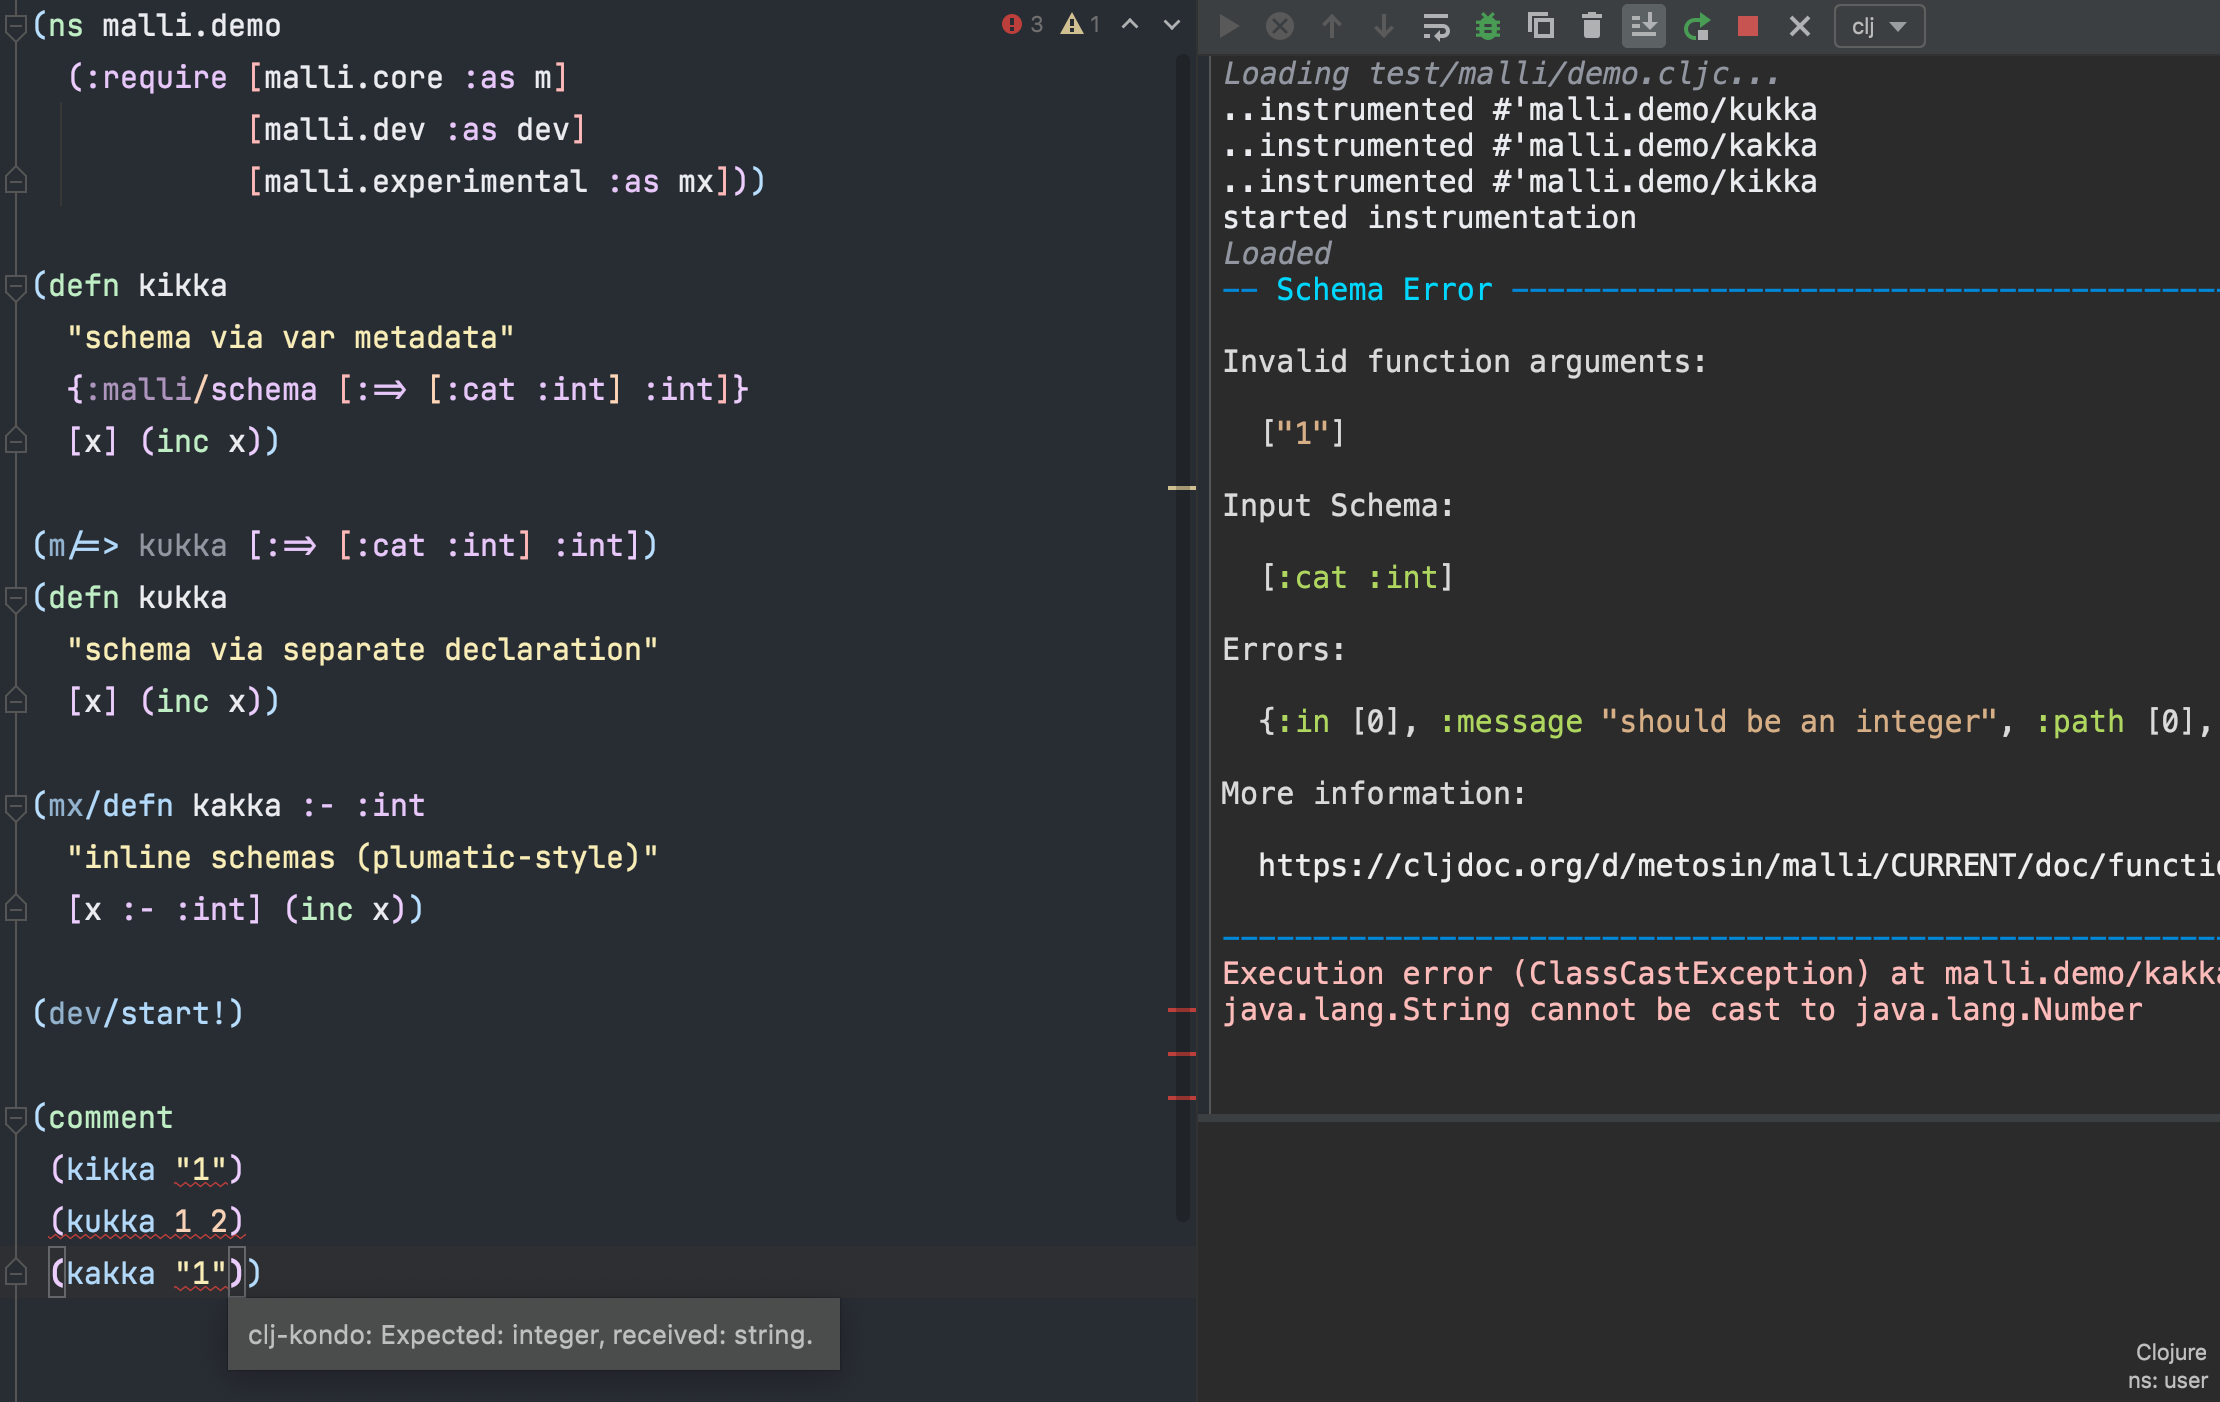 (ns malli.demo
  (:require [malli.core :as m]
            [malli.dev :as dev]
            [malli.experimental :as mx]))
(defn kikka
  "schema via var metadata"
  {:malli/schema [:=> [:cat :int] :int]}
  [x] (inc x))
(m/=> kukka [:=> [:cat :int] :int])
(defn kukka
  "schema via separate declaration"
  [x] (inc x))
(mx/defn kakka :- :int
  "inline schemas (plumatic-style)"
  [x :- :int] (inc x))
(dev/start!)
(comment
 (kikka "1")
 (kukka 1 2)
 (kakka "1"))
clj-kondo: Expected: integer, received: string.
3 1
clj
Loading test/malli/demo.cljc...
..instrumented #'malli.demo/kukka
..instrumented #'malli.demo/kakka
..instrumented #'malli.demo/kikka
started instrumentation
Loaded
-- Schema Error ----------------------------------------
Invalid function arguments:
  ["1"]
Input Schema:
  [:cat :int]
Errors:
  {:in [0], :message "should be an integer", :path [0],
More information:
  https://cljdoc.org/d/metosin/malli/CURRENT/doc/functio
--------------------------------------------------------
Execution error (ClassCastException) at malli.demo/kakka
java.lang.String cannot be cast to java.lang.Number
Clojure
ns: user